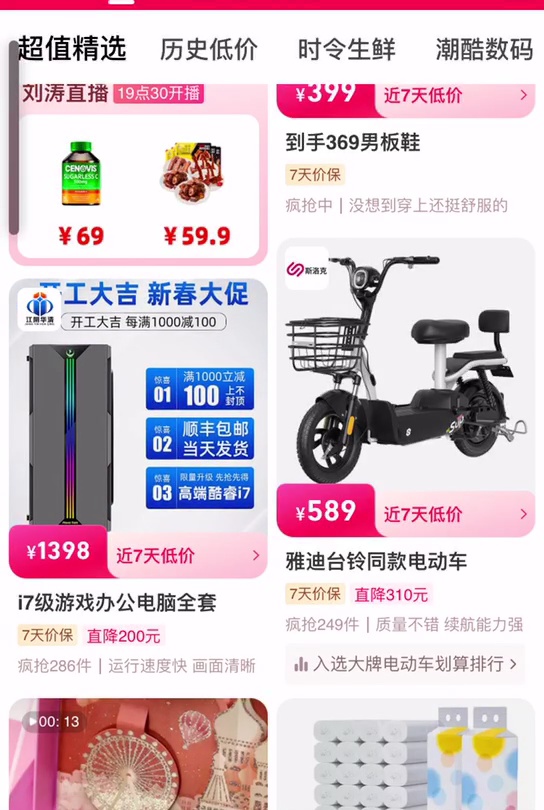 超值精选 历史低价 时令生鲜 潮酷数码
刘涛直播 19点30开播
CENOVIS
SUGARLESS C
¥69 ¥59.9
开工大吉 新春大促
江南华清
开工大吉 每满1000减100
惊喜 01 满1000立减 100 上不封顶
惊喜 02 顺丰包邮 当天发货
惊喜 03 限量升级 先抢先得 高端酷睿i7
¥1398 近7天低价
i7级游戏办公电脑全套
7天价保 直降200元
疯抢286件 | 运行速度快 画面清晰
00: 13
¥399 近7天低价
到手369男板鞋
7天价保
疯抢中 | 没想到穿上还挺舒服的
斯洛克
¥589 近7天低价
雅迪台铃同款电动车
7天价保 直降310元
疯抢249件 | 质量不错 续航能力强
入选大牌电动车划算排行